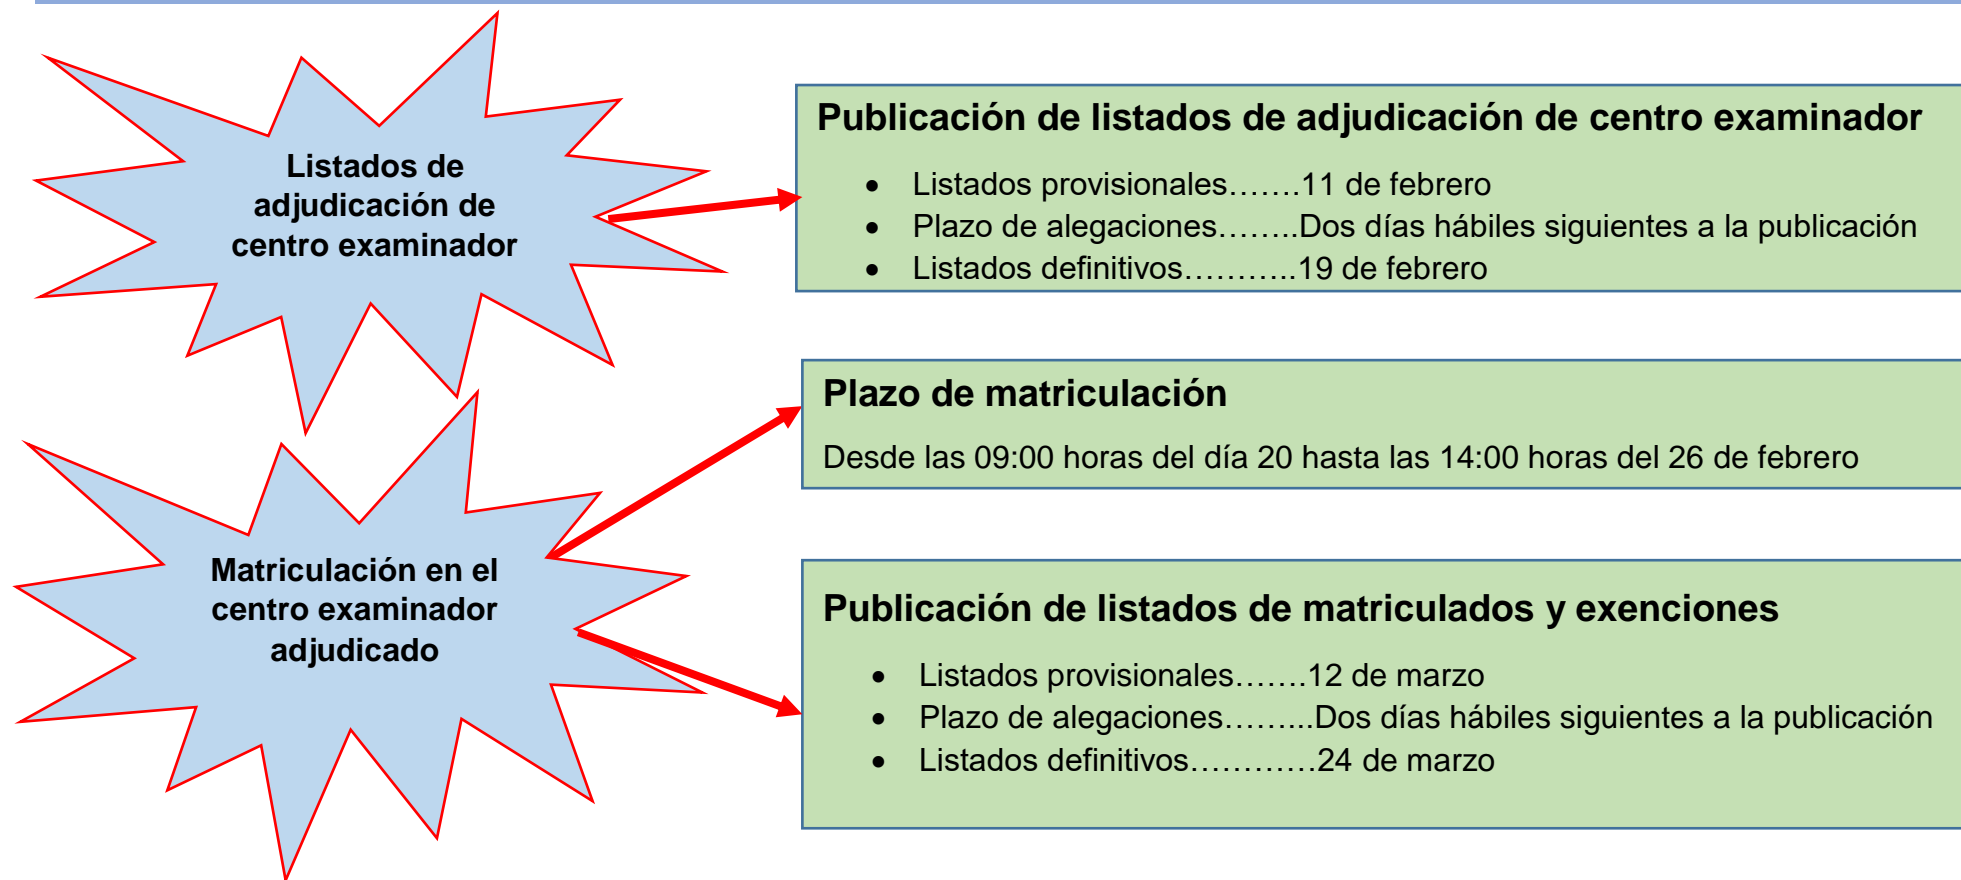 Listados de
adjudicación de
centro examinador
Publicación de listados de adjudicación de centro examinador
• Listados provisionales…….11 de febrero
• Plazo de alegaciones……..Dos días hábiles siguientes a la publicación
• Listados definitivos………..19 de febrero
Plazo de matriculación
Desde las 09:00 horas del día 20 hasta las 14:00 horas del 26 de febrero
Matriculación en el
centro examinador
adjudicado
Publicación de listados de matriculados y exenciones
• Listados provisionales…….12 de marzo
• Plazo de alegaciones……...Dos días hábiles siguientes a la publicación
• Listados definitivos…………24 de marzo